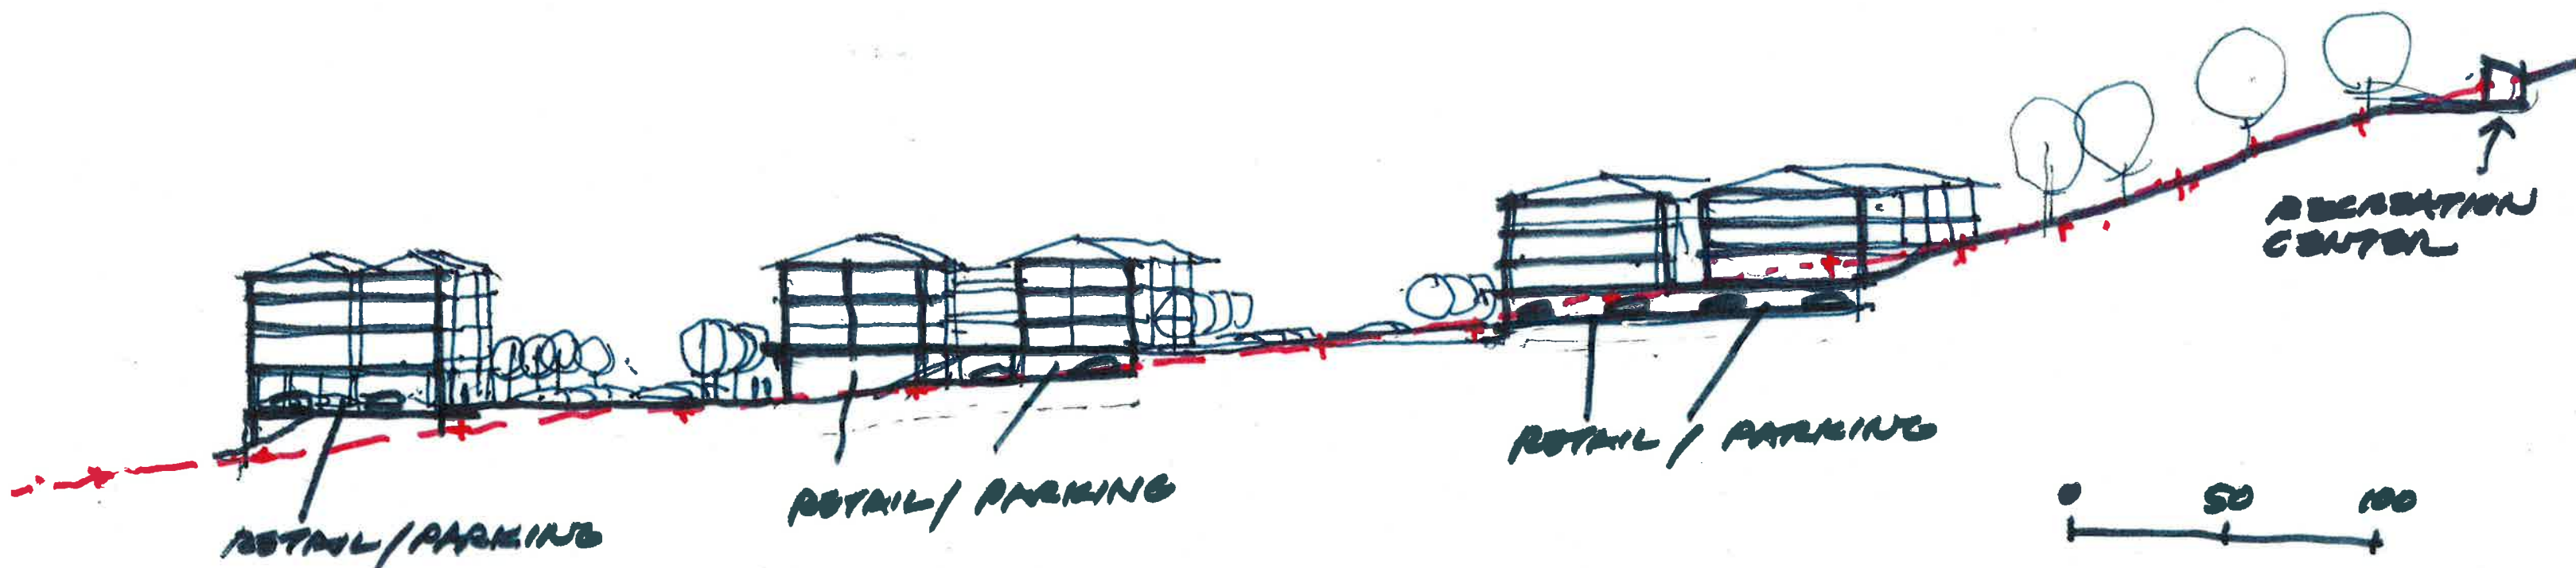 RECREATION
CENTER
RETAIL / PARKING
RETAIL / PARKING
RETAIL / PARKING
0 50 100